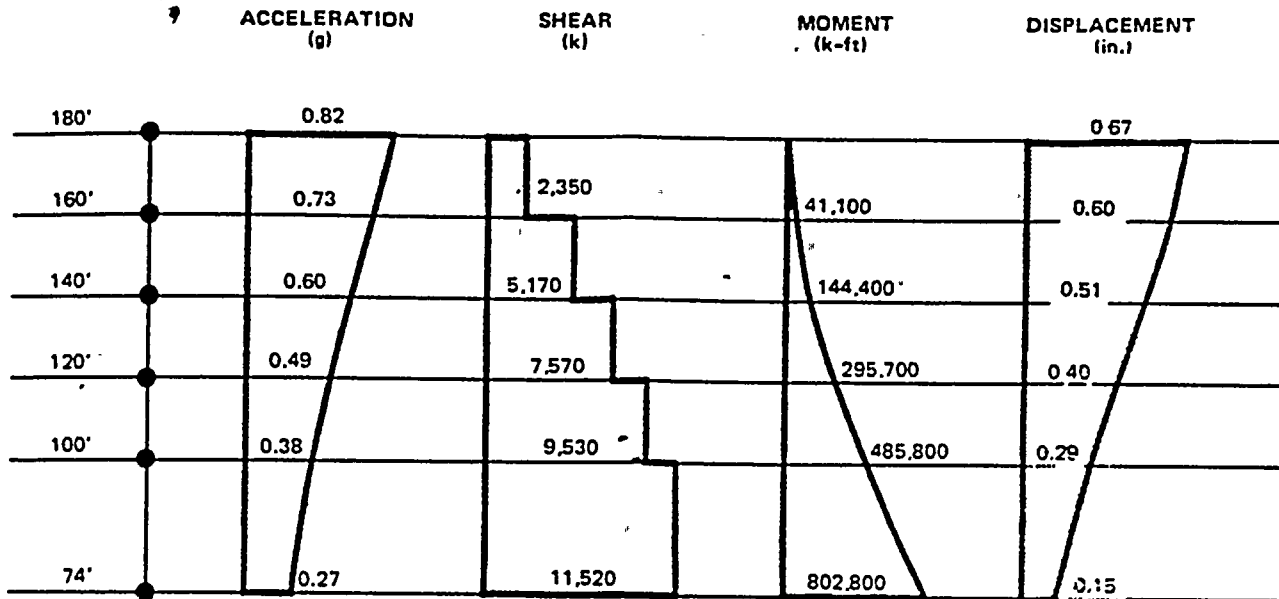 ACCELERATION SHEAR MOMENT DISPLACEMENT
(g) (k) (k-ft) (in.)
180' 0.82 0.67
2,350
160' 0.73 41,100 0.60
140' 0.60 5,170 144,400 0.51
120' 0.49 7,570 295,700 0.40
100' 0.38 9,530 485,800 0.29
74' 0.27 11,520 802,800 0.15